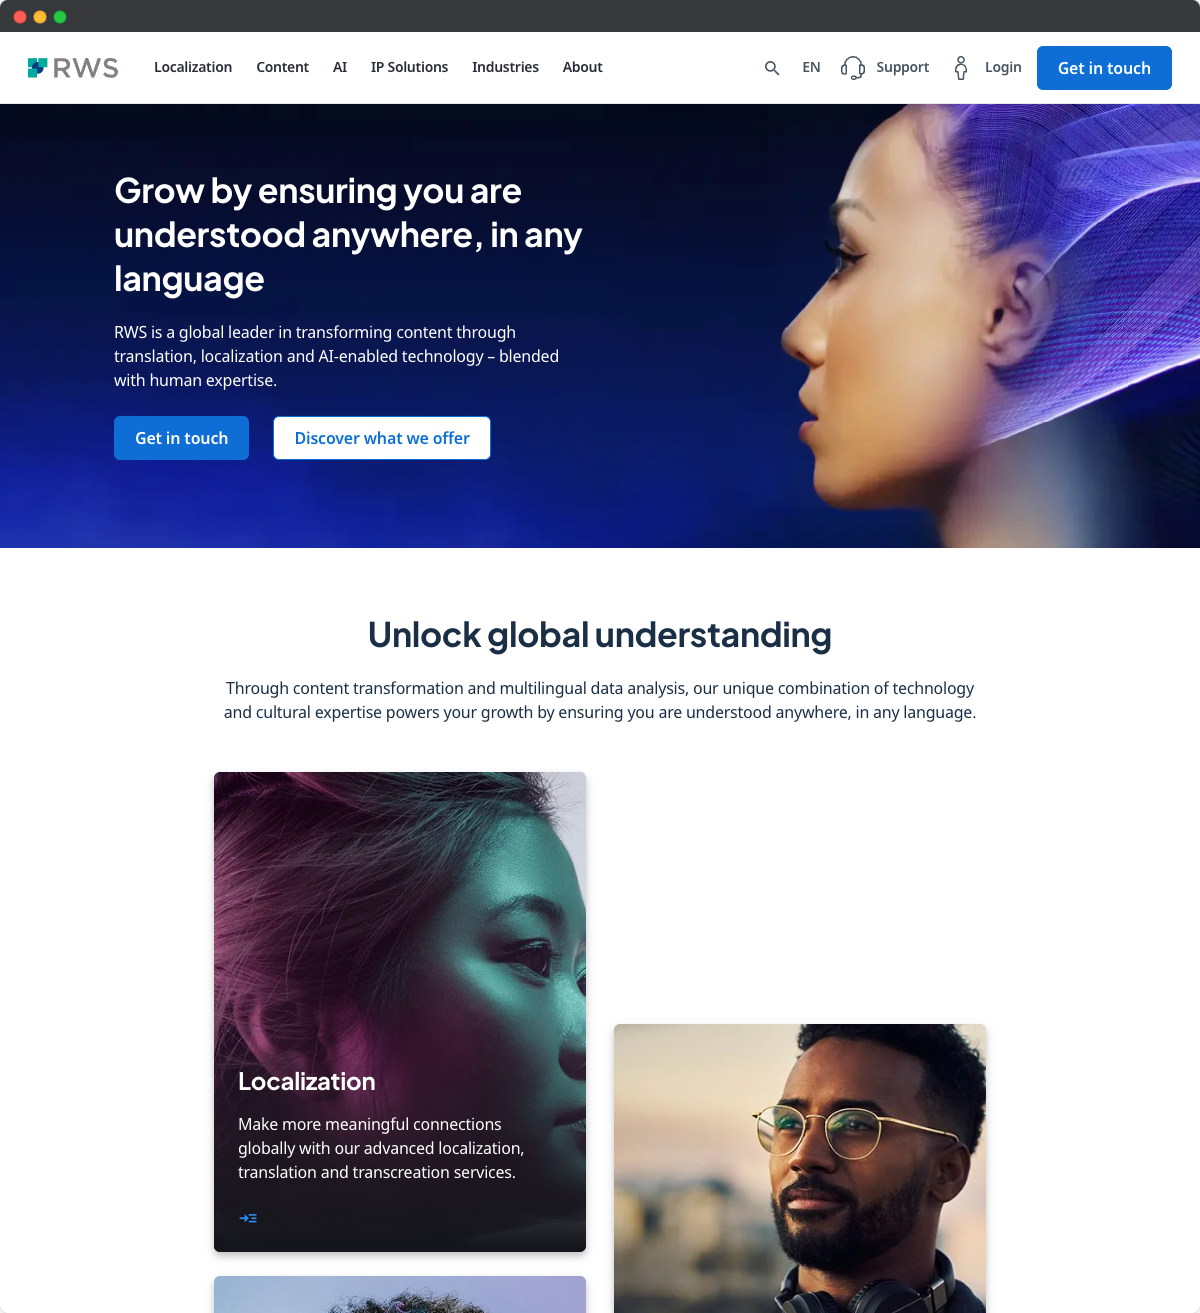 RWS
Localization
Content
AI
IP Solutions
Industries
About
EN
Support
Login
Get in touch
Grow by ensuring you are
understood anywhere, in any
language
RWS is a global leader in transforming content through
translation, localization and AI-enabled technology – blended
with human expertise.
Get in touch
Discover what we offer
Unlock global understanding
Through content transformation and multilingual data analysis, our unique combination of technology
and cultural expertise powers your growth by ensuring you are understood anywhere, in any language.
Localization
Make more meaningful connections
globally with our advanced localization,
translation and transcreation services.